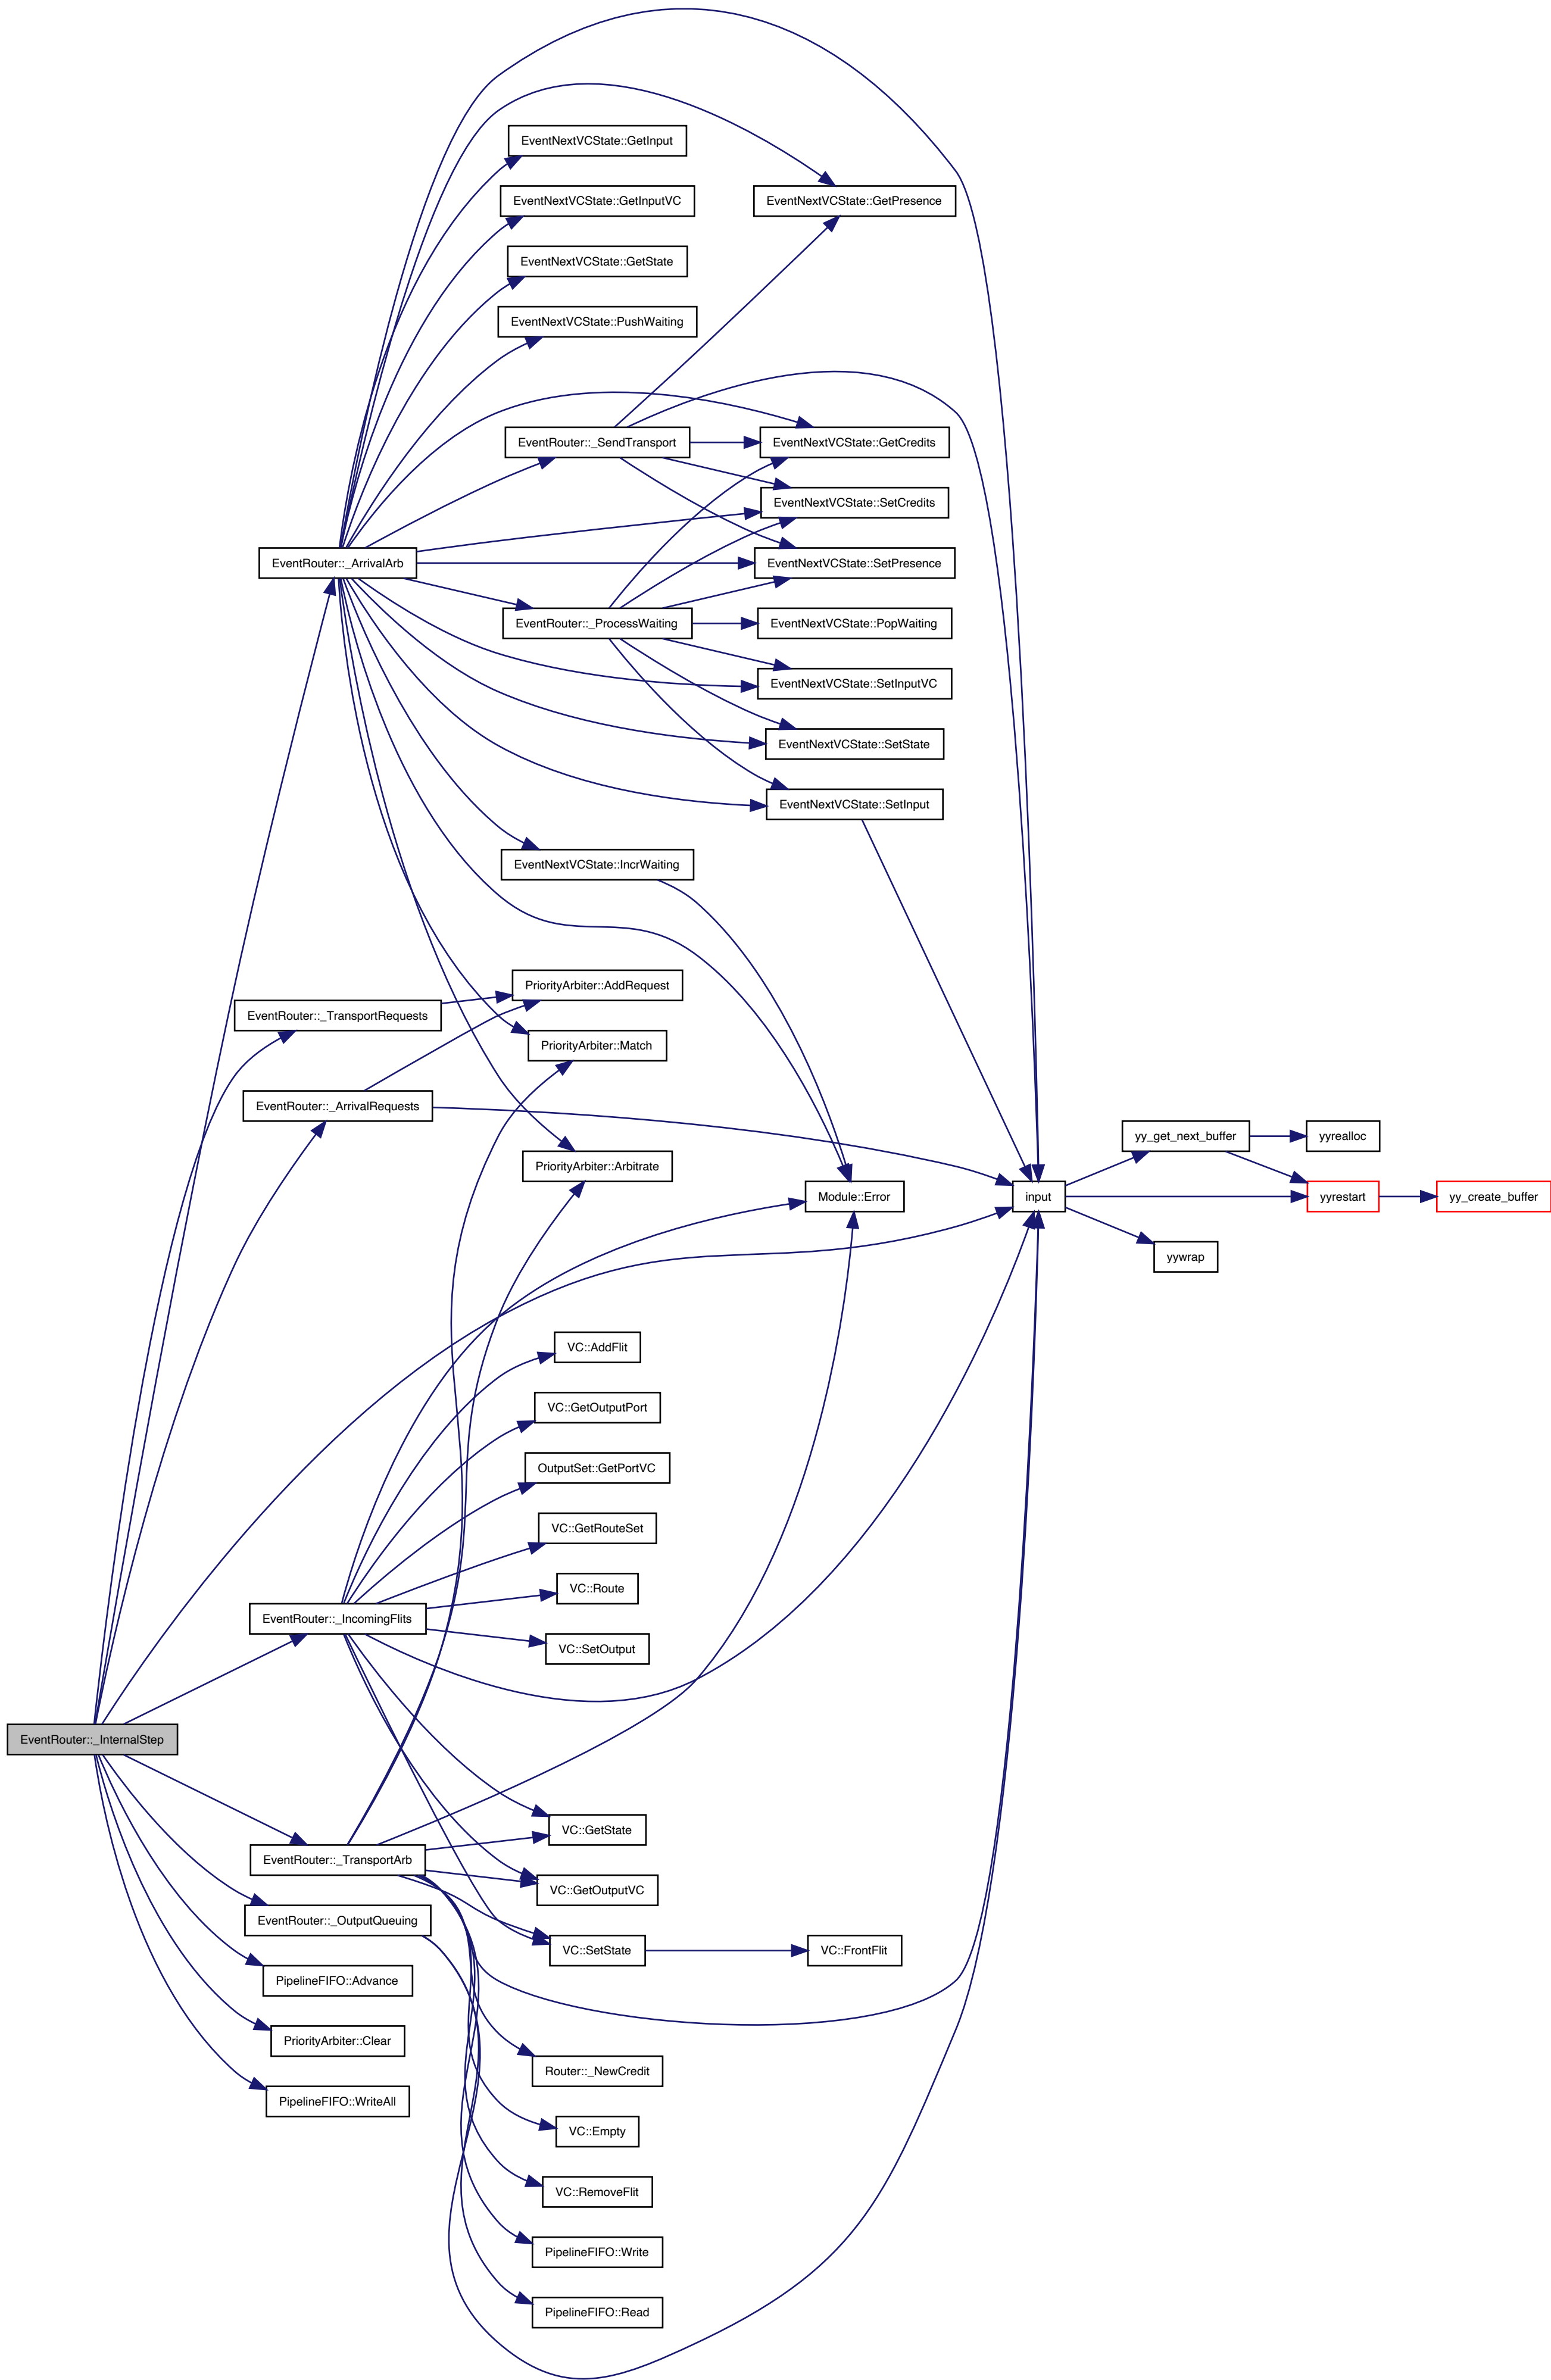 EventNextVCState::GetInput
EventNextVCState::GetInputVC
EventNextVCState::GetPresence
EventNextVCState::GetState
EventNextVCState::PushWaiting
EventRouter::_SendTransport
EventNextVCState::GetCredits
EventNextVCState::SetCredits
EventRouter::_ArrivalArb
EventNextVCState::SetPresence
EventRouter::_ProcessWaiting
EventNextVCState::PopWaiting
EventNextVCState::SetInputVC
EventNextVCState::SetState
EventNextVCState::SetInput
EventNextVCState::IncrWaiting
PriorityArbiter::AddRequest
EventRouter::_TransportRequests
PriorityArbiter::Match
EventRouter::_ArrivalRequests
yy_get_next_buffer
yyrealloc
PriorityArbiter::Arbitrate
Module::Error
input
yyrestart
yy_create_buffer
yywrap
VC::AddFlit
VC::GetOutputPort
OutputSet::GetPortVC
VC::GetRouteSet
VC::Route
EventRouter::_IncomingFlits
VC::SetOutput
EventRouter::_InternalStep
VC::GetState
EventRouter::_TransportArb
VC::GetOutputVC
EventRouter::_OutputQueuing
VC::SetState
VC::FrontFlit
PipelineFIFO::Advance
PriorityArbiter::Clear
Router::_NewCredit
PipelineFIFO::WriteAll
VC::Empty
VC::RemoveFlit
PipelineFIFO::Write
PipelineFIFO::Read